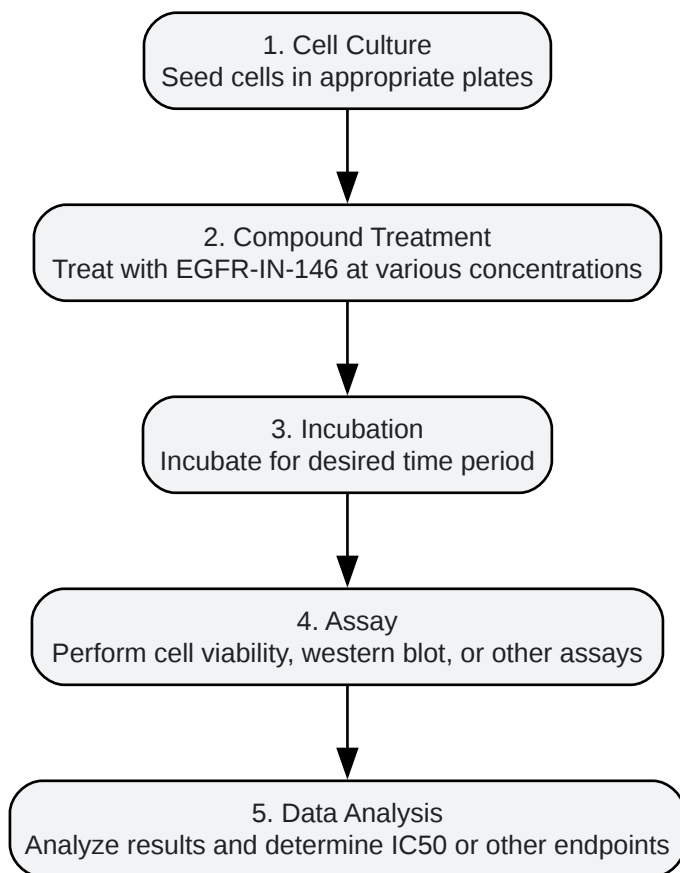 1. Cell Culture
Seed cells in appropriate plates
2. Compound Treatment
Treat with EGFR-IN-146 at various concentrations
3. Incubation
Incubate for desired time period
4. Assay
Perform cell viability, western blot, or other assays
5. Data Analysis
Analyze results and determine IC50 or other endpoints